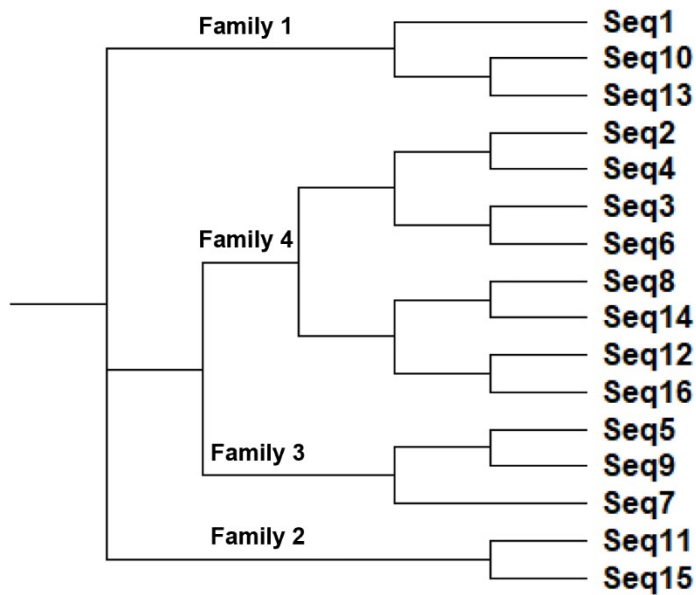 Family 1
Seq1
Seq10
Seq13
Seq2
Seq4
Seq3
Family 4
Seq6
Seq8
Seq14
Seq12
Seq16
Seq5
Family 3
Seq9
Seq7
Family 2
Seq11
Seq15